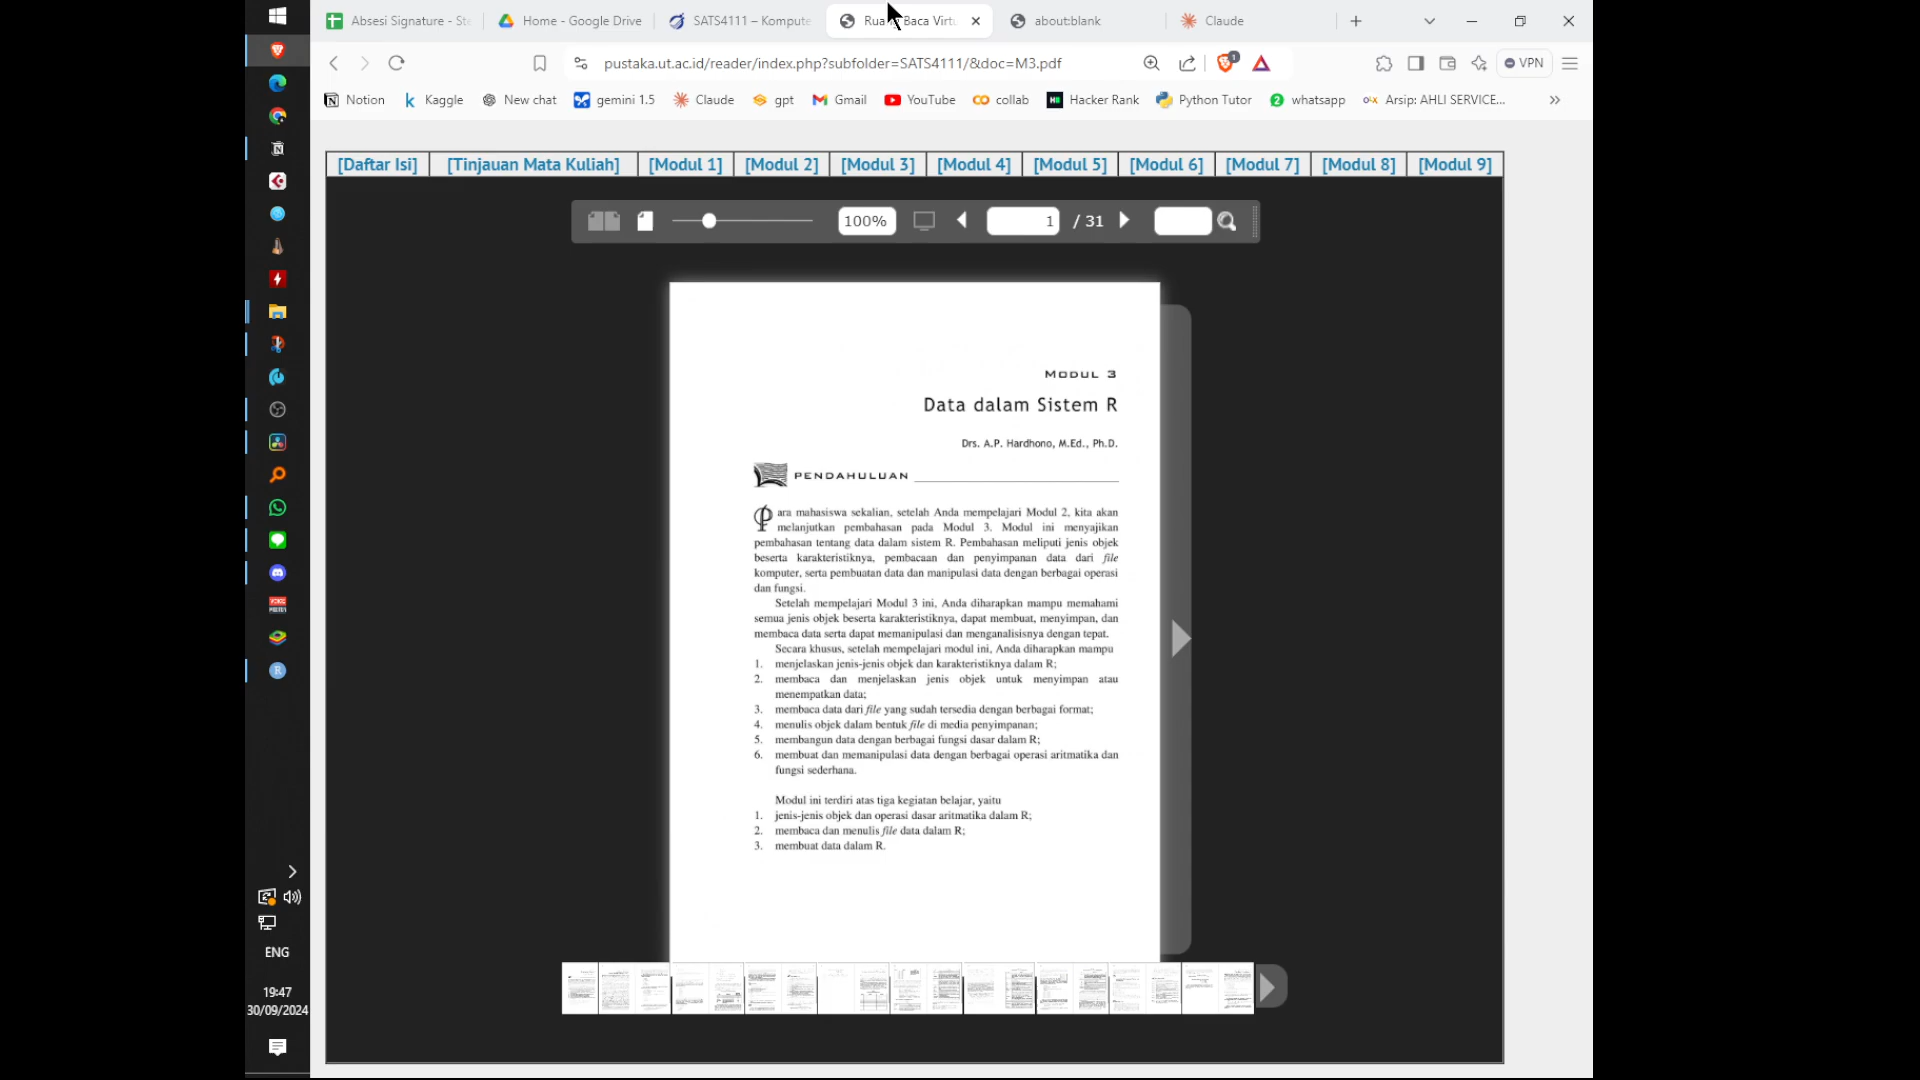 Absesi Signature - Ste
Home - Google Drive
SATS4111 – Kompute
Rua
Baca Virtu
about:blank
Claude
pustaka.ut.ac.id/reader/index.php?subfolder=SATS4111/&doc=M3.pdf
1
VPN
Notion
Kaggle
New chat
gemini 1.5
Claude
gpt
Gmail
YouTube
collab
Hacker Rank
Python Tutor
2
whatsapp
Arsip: AHLI SERVICE...
[Daftar Isi]
[Tinjauan Mata Kuliah]
[Modul 1]
[Modul 2]
[Modul 3]
[Modul 4]
[Modul 5]
[Modul 6]
[Modul 7]
[Modul 8]
[Modul 9]
100%
1
/ 31
MODUL 3
Data dalam Sistem R
Drs. A.P. Hardhono, M.Ed., Ph.D.
PENDAHULUAN
Para mahasiswa sekalian, setelah Anda mempelajari Modul 2, kita akan
melanjutkan pembahasan pada Modul 3. Modul ini menyajikan
pembahasan tentang data dalam sistem R. Pembahasan meliputi jenis objek
beserta karakteristiknya, pembacaan dan penyimpanan data dari file
komputer, serta pembuatan data dan manipulasi data dengan berbagai operasi
dan fungsi.
Setelah mempelajari Modul 3 ini, Anda diharapkan mampu memahami
semua jenis objek beserta karakteristiknya, dapat membuat, menyimpan, dan
membaca data serta dapat memanipulasi dan menganalisisnya dengan tepat.
Secara khusus, setelah mempelajari modul ini, Anda diharapkan mampu
1. menjelaskan jenis-jenis objek dan karakteristiknya dalam R;
2. membaca dan menjelaskan jenis objek untuk menyimpan atau
menempatkan data;
3. membaca data dari file yang sudah tersedia dengan berbagai format;
4. menulis objek dalam bentuk file di media penyimpanan;
5. membangun data dengan berbagai fungsi dasar dalam R;
6. membuat dan memanipulasi data dengan berbagai operasi aritmatika dan
fungsi sederhana.
Modul ini terdiri atas tiga kegiatan belajar, yaitu
1. jenis-jenis objek dan operasi dasar aritmatika dalam R;
2. membaca dan menulis file data dalam R;
3. membuat data dalam R.
ENG
19:47
30/09/2024